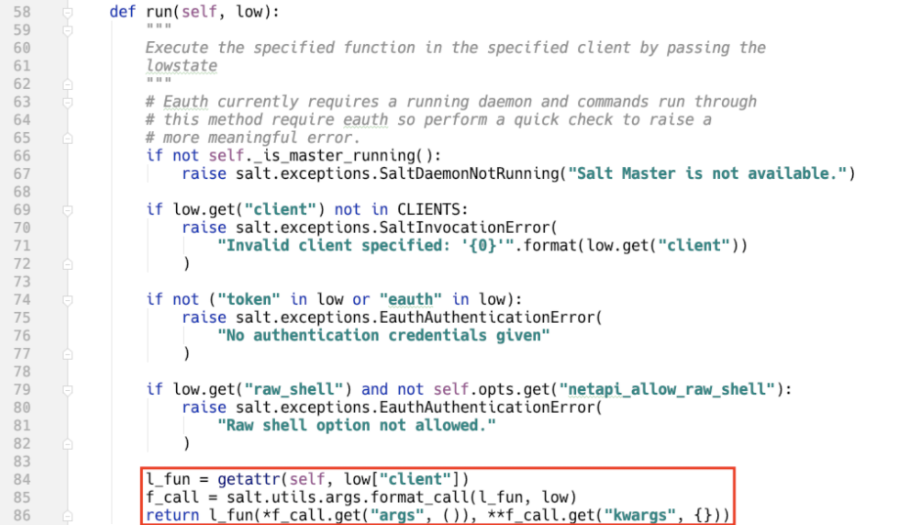 58 def run(self, low):
59 """
60 Execute the specified function in the specified client by passing the
61 lowstate
62 """
63 # Eauth currently requires a running daemon and commands run through
64 # this method require eauth so perform a quick check to raise a
65 # more meaningful error.
66 if not self._is_master_running():
67 raise salt.exceptions.SaltDaemonNotRunning("Salt Master is not available.")
68
69 if low.get("client") not in CLIENTS:
70 raise salt.exceptions.SaltInvocationError(
71 "Invalid client specified: '{0}'".format(low.get("client"))
72 )
73
74 if not ("token" in low or "eauth" in low):
75 raise salt.exceptions.EauthAuthenticationError(
76 "No authentication credentials given"
77 )
78
79 if low.get("raw_shell") and not self.opts.get("netapi_allow_raw_shell"):
80 raise salt.exceptions.EauthAuthenticationError(
81 "Raw shell option not allowed."
82 )
83
84 l_fun = getattr(self, low["client"])
85 f_call = salt.utils.args.format_call(l_fun, low)
86 return l_fun(*f_call.get("args", ()), **f_call.get("kwargs", {}))